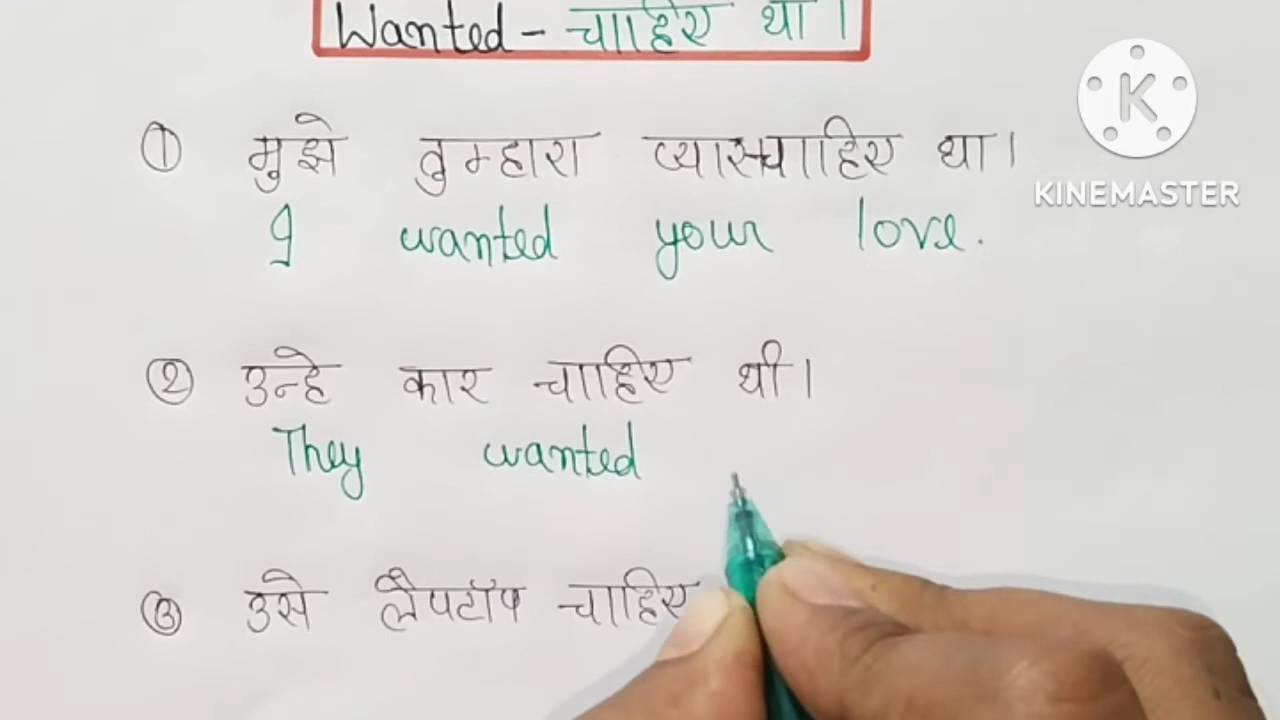 Wanted - चाहिए था।
① मुझे तुम्हारा प्यार चाहिए था।
I wanted your love.
② उन्हे कार चाहिए थी।
They wanted
③ उसे लैपटॉप चाहिए
K
KINEMASTER